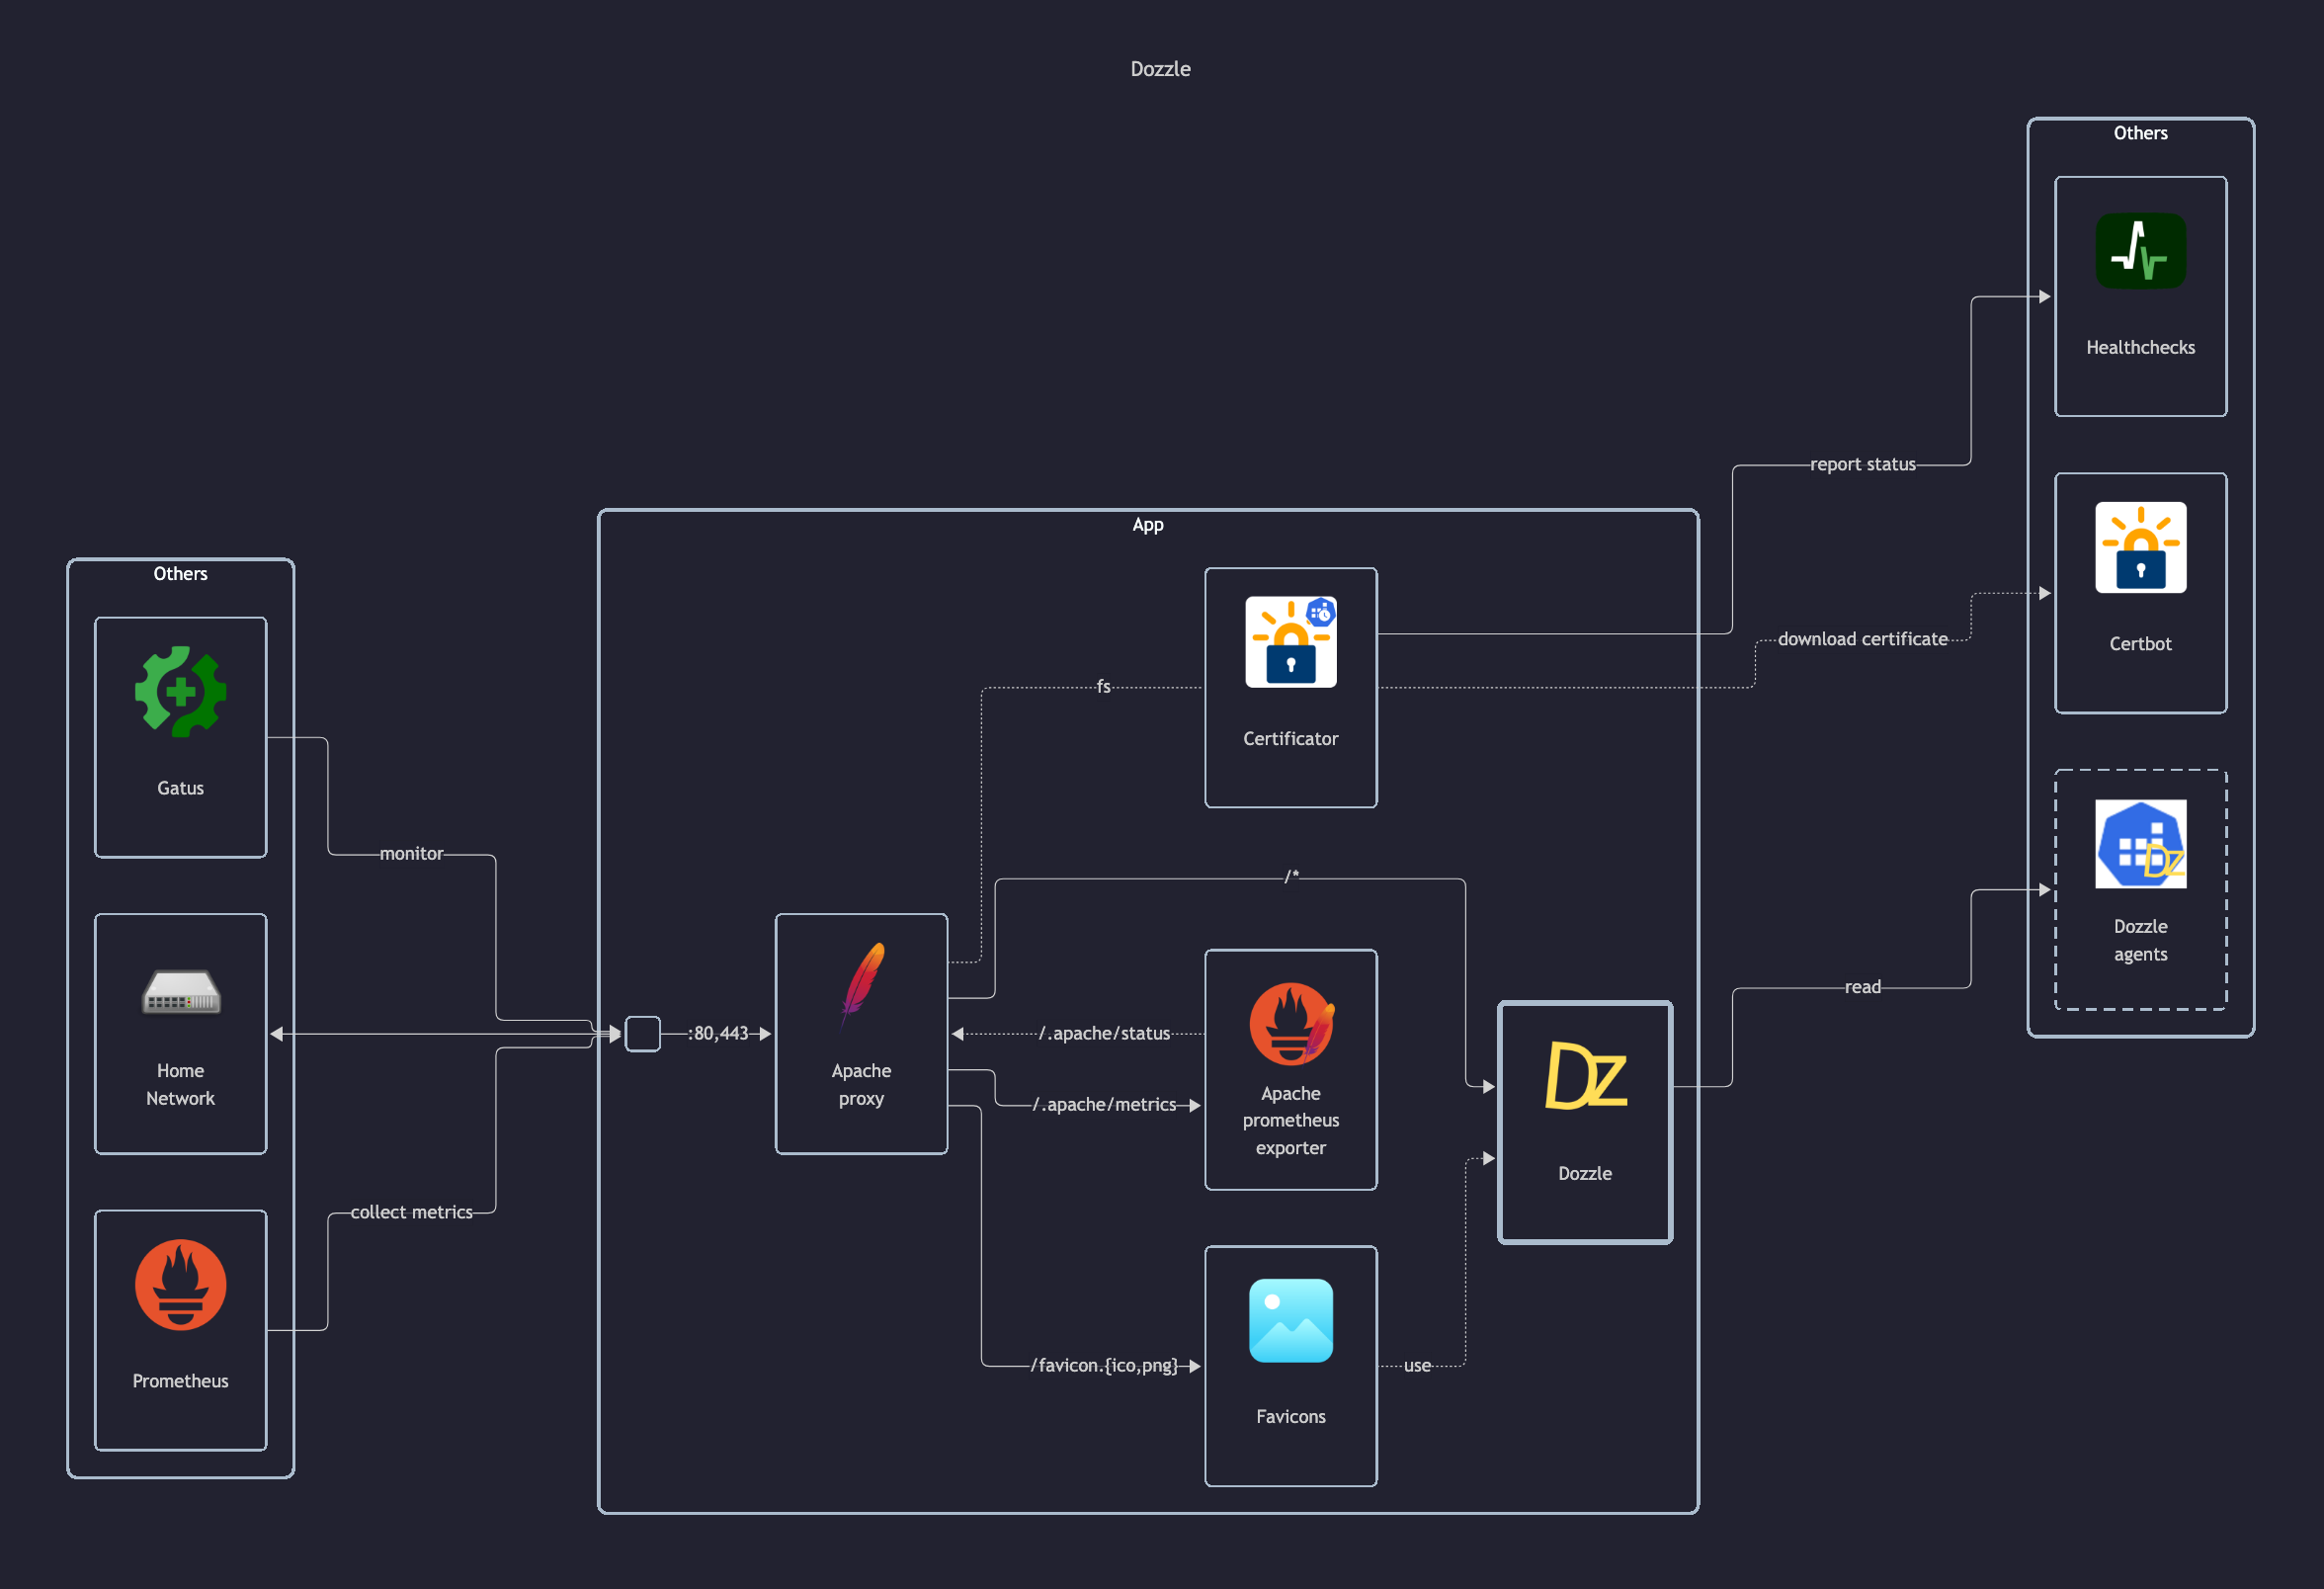 Dozzle
Others
Gatus
Home
Network
Prometheus
monitor
collect metrics
App
:80,443
Apache
proxy
fs
/*
/.apache/status
/.apache/metrics
/favicon.{ico,png}
Certificator
Apache
prometheus
exporter
Favicons
use
Dz
Dozzle
report status
download certificate
read
Others
Healthchecks
Certbot
Dz
Dozzle
agents